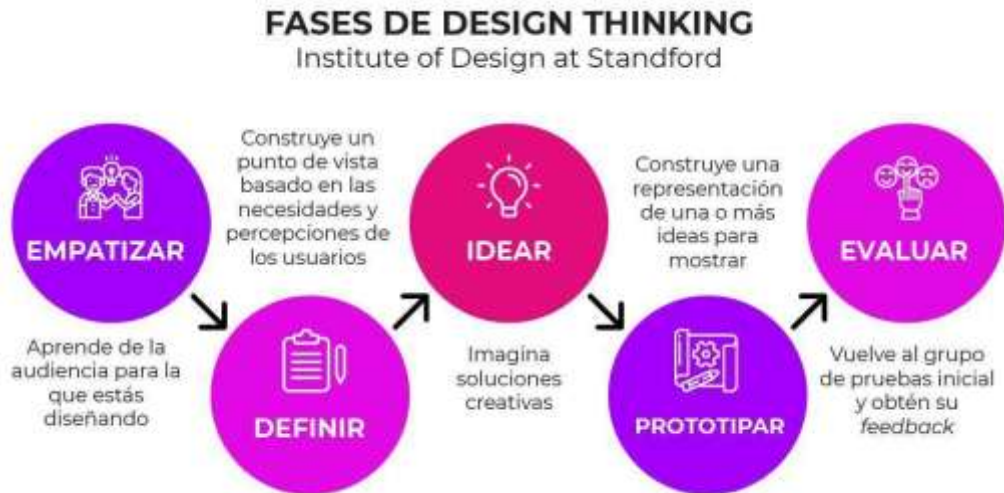 FASES DE DESIGN THINKING
Institute of Design at Standford
EMPATIZAR
Aprende de la
audiencia para la
que estás
diseñando
Construye un
punto de vista
basado en las
necesidades y
percepciones de
los usuarios
DEFINIR
IDEAR
Imagina
soluciones
creativas
Construye una
representación
de una o más
ideas para
mostrar
PROTOTIPAR
EVALUAR
Vuelve al grupo
de pruebas inicial
y obtén su
feedback